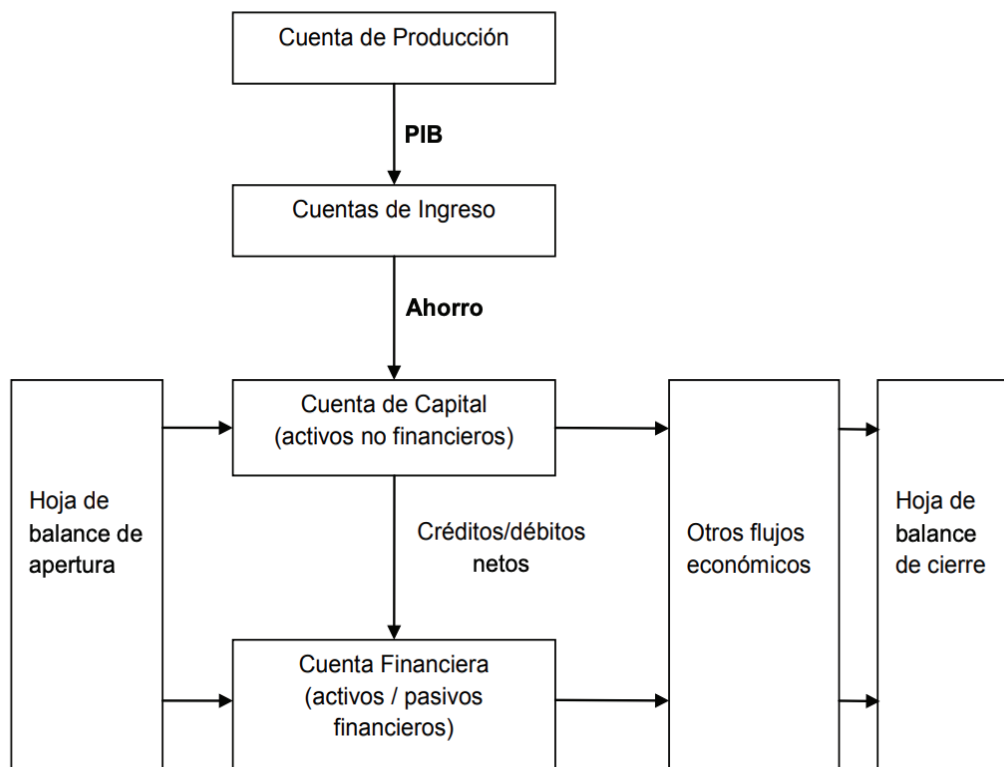 Cuenta de Producción
PIB
Cuentas de Ingreso
Ahorro
Cuenta de Capital
(activos no financieros)
Hoja de
balance de
apertura
Créditos/débitos
netos
Otros flujos
económicos
Hoja de
balance
de cierre
Cuenta Financiera
(activos / pasivos
financieros)